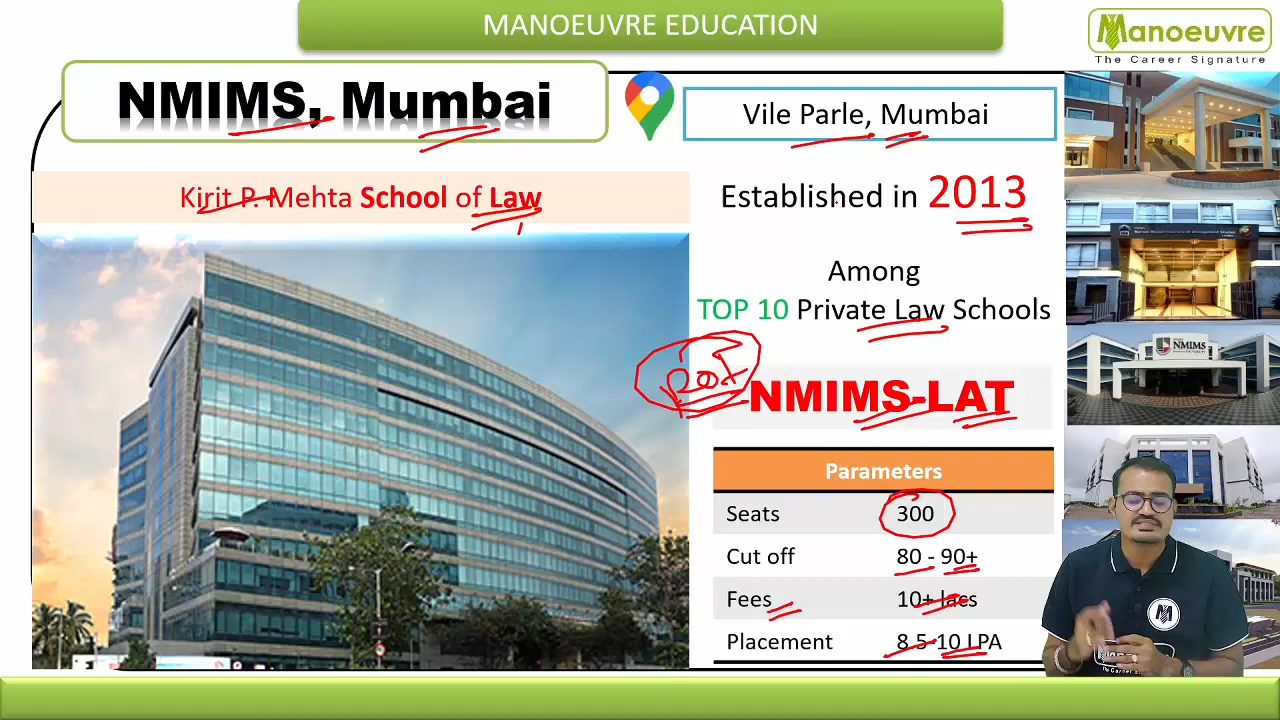 MANOEUVRE EDUCATION
Manoeuvre
The Career Signature
NMIMS, Mumbai
Vile Parle, Mumbai
Kirit P. Mehta School of Law
Established in 2013
Among
TOP 10 Private Law Schools
NMIMS
NMIMS-LAT
Parameters
Seats 300
Cut off 80 - 90+
Fees 10+ lacs
Placement 8.5-10 LPA